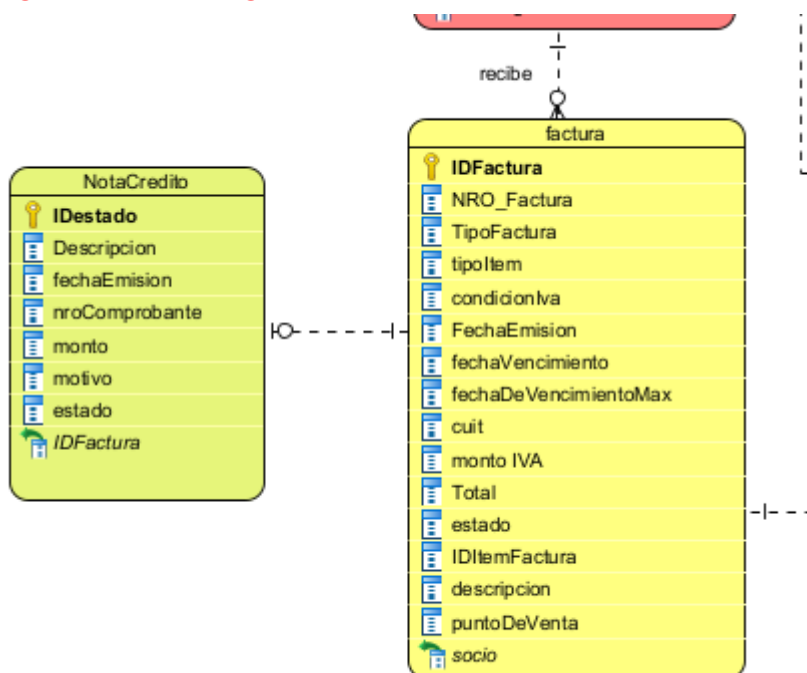 recibe
factura
IDFactura
NRO_Factura
TipoFactura
tipoItem
condicionIva
FechaEmision
fechaVencimiento
fechaDeVencimientoMax
cuit
monto IVA
Total
estado
IDItemFactura
descripcion
puntoDeVenta
socio
NotaCredito
IDestado
Descripcion
fechaEmision
nroComprobante
monto
motivo
estado
IDFactura